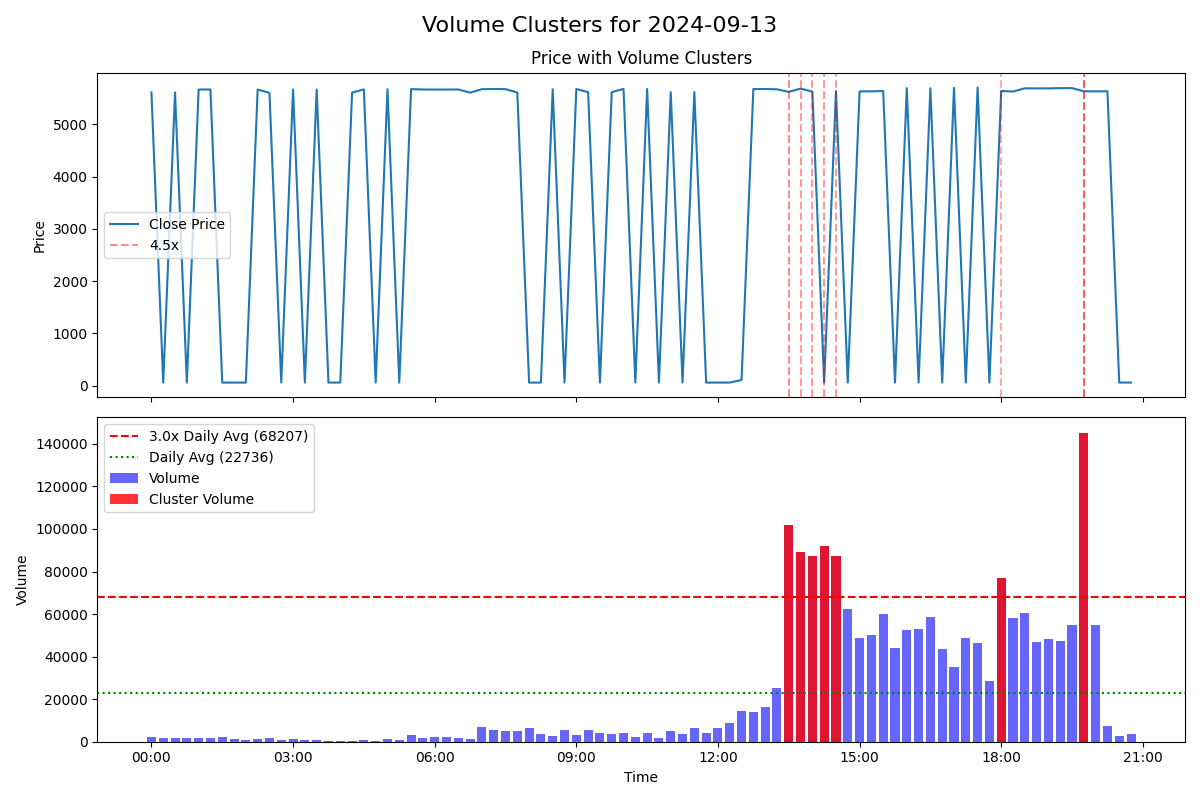 Volume Clusters for 2024-09-13
Price with Volume Clusters
Price
5000
4000
3000
2000
1000
0
Close Price
4.5x
Volume
140000
120000
100000
80000
60000
40000
20000
0
3.0x Daily Avg (68207)
Daily Avg (22736)
Volume
Cluster Volume
00:00 03:00 06:00 09:00 12:00 15:00 18:00 21:00
Time